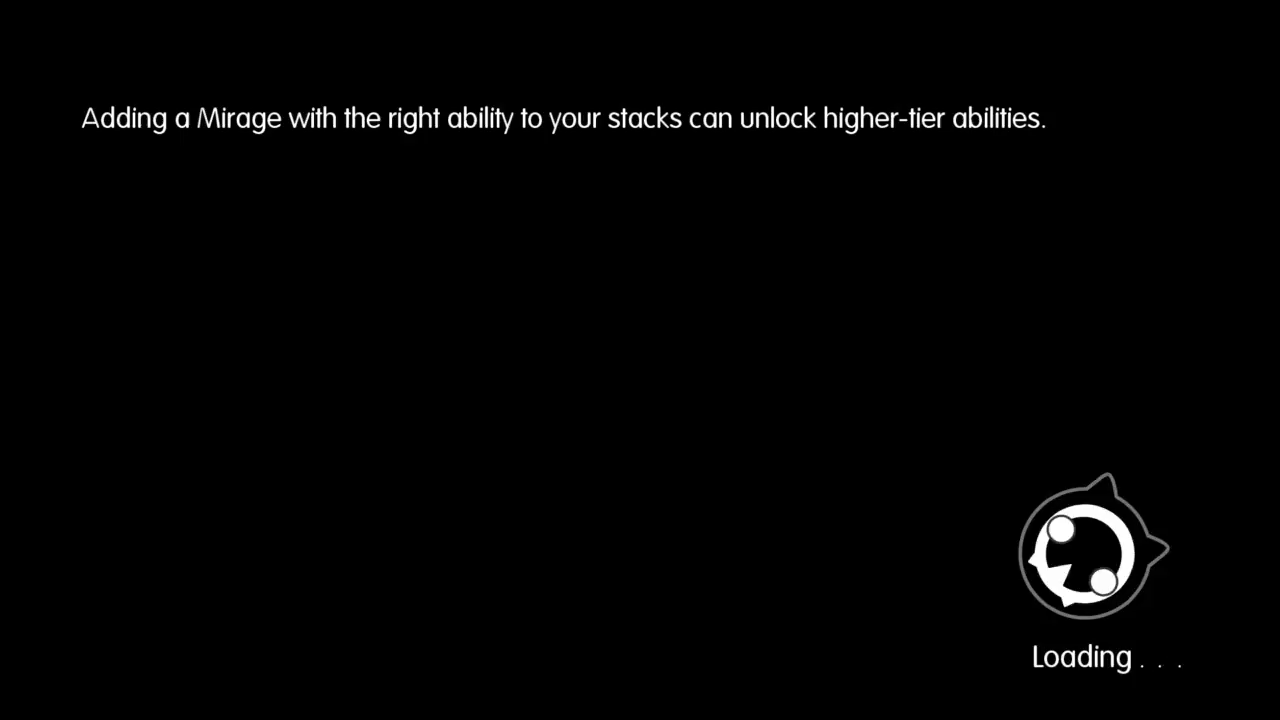 Adding a Mirage with the right ability to your stacks can unlock higher-tier abilities.
Loading . . .